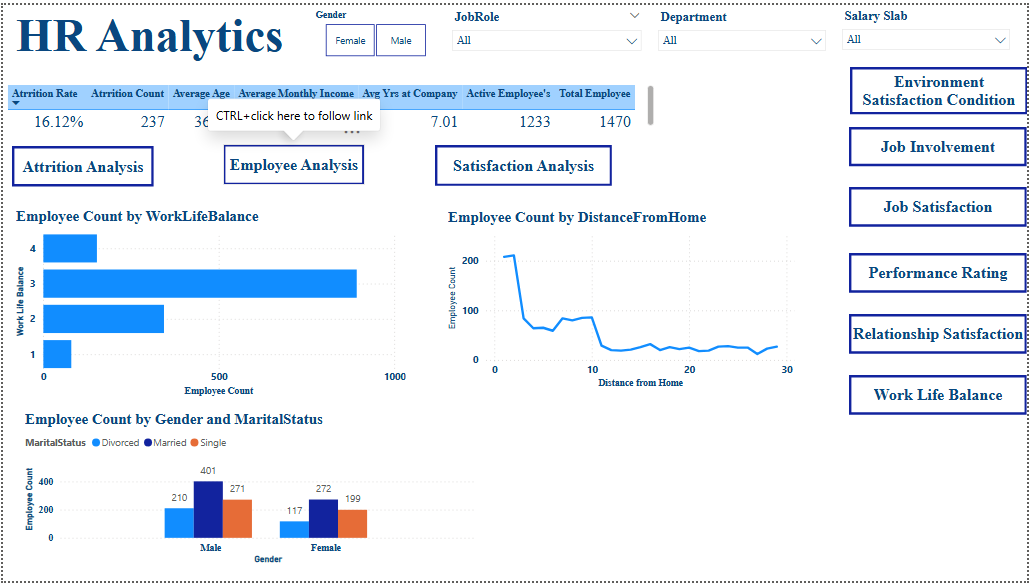 HR Analytics
Gender
Female
Male
JobRole
All
Department
All
Salary Slab
All
Atrrition Rate Atrrition Count Average Age Average Monthly Income Avg Yrs at Company Active Employee's Total Employee
16.12% 237 36 7.01 1233 1470
CTRL+click here to follow link
Attrition Analysis
Employee Analysis
Satisfaction Analysis
Environment
Satisfaction Condition
Job Involvement
Job Satisfaction
Performance Rating
Relationship Satisfaction
Work Life Balance
Employee Count by WorkLifeBalance
Work Life Balance
4
3
2
1
0 500 1000
Employee Count
Employee Count by DistanceFromHome
Employee Count
200
100
0
0 10 20 30
Distance from Home
Employee Count by Gender and MaritalStatus
MaritalStatus Divorced Married Single
Employee Count
400
200
0
210 401 271
117 272 199
Male Female
Gender